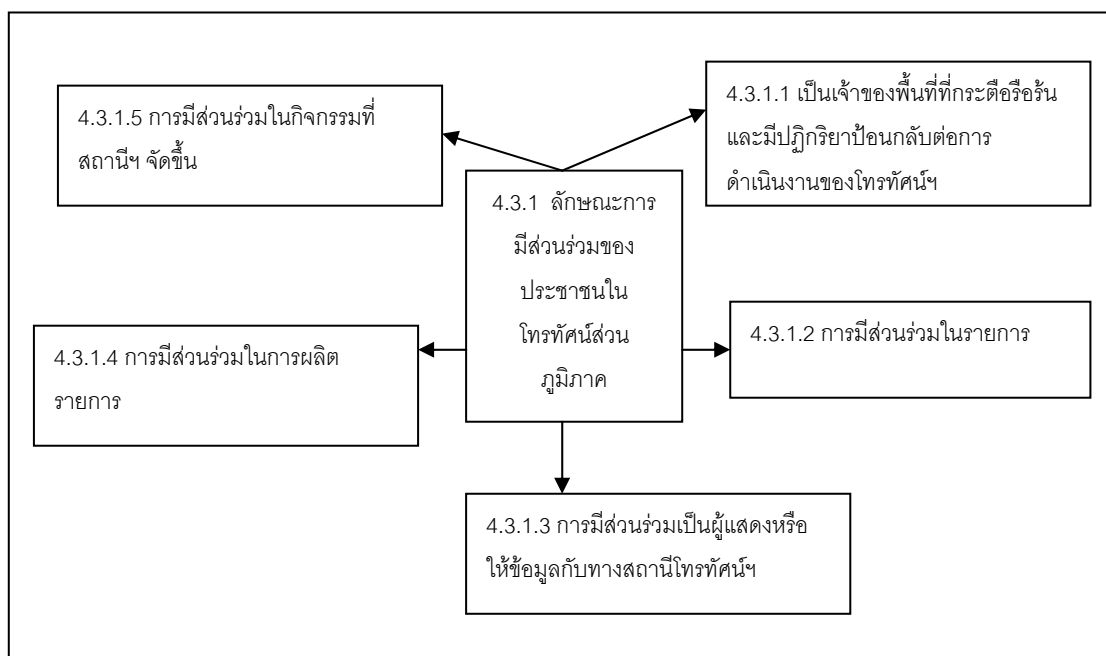 4.3.1.5 การมีส่วนร่วมในกิจกรรมที่
สถานีฯ จัดขึ้น
4.3.1.1 เป็นเจ้าของพื้นที่ที่กระตือรือร้น
และมีปฏิกริยาป้อนกลับต่อการ
ดำเนินงานของโทรทัศน์ฯ
4.3.1 ลักษณะการ
มีส่วนร่วมของ
ประชาชนใน
โทรทัศน์ส่วน
ภูมิภาค
4.3.1.4 การมีส่วนร่วมในการผลิต
รายการ
4.3.1.2 การมีส่วนร่วมในรายการ
4.3.1.3 การมีส่วนร่วมเป็นผู้แสดงหรือ
ให้ข้อมูลกับทางสถานีโทรทัศน์ฯ